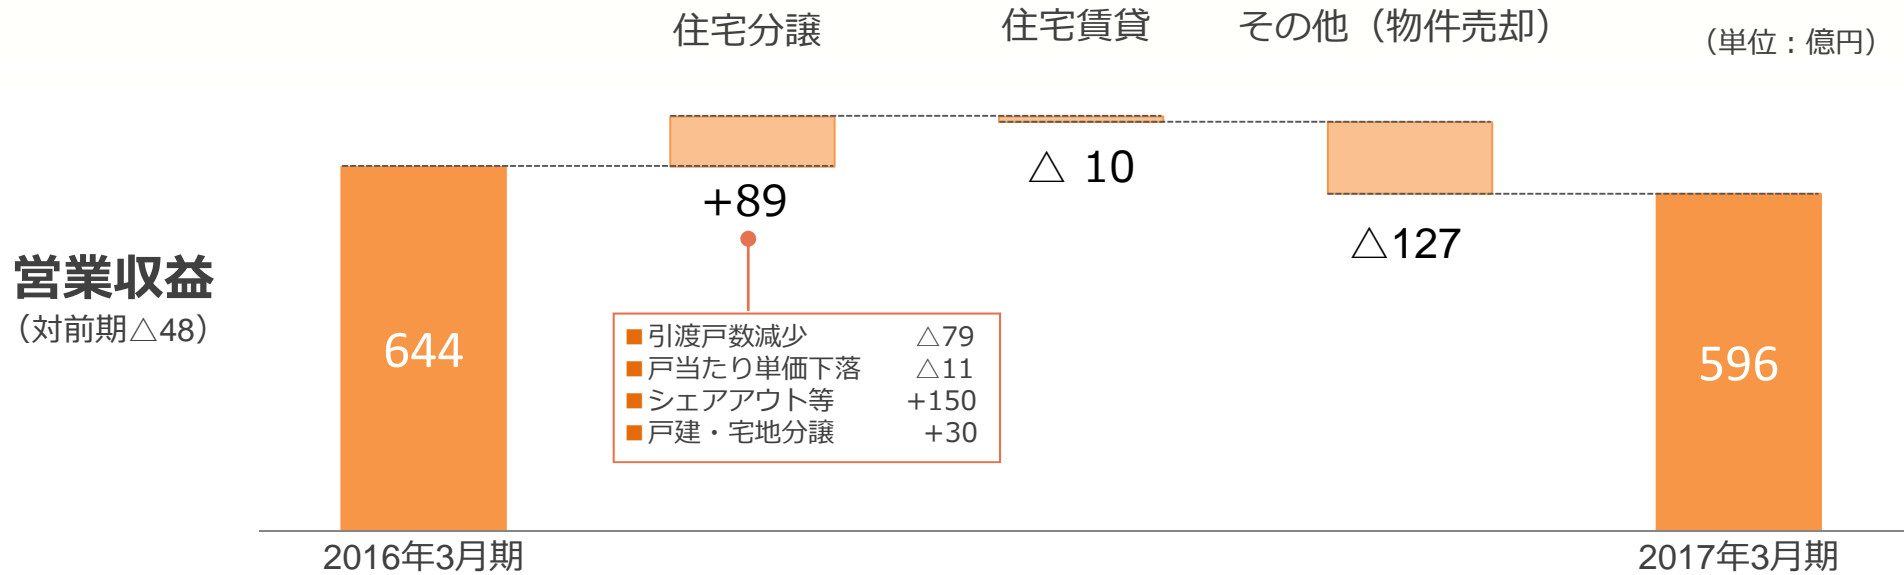 住宅分譲
住宅賃貸
その他（物件売却）
（単位：億円）
+89
△ 10
△127
営業収益
（対前期△48）
644
596
■引渡戸数減少 △79
■戸当たり単価下落 △11
■シェアアウト等 +150
■戸建・宅地分譲 +30
2016年3月期
2017年3月期